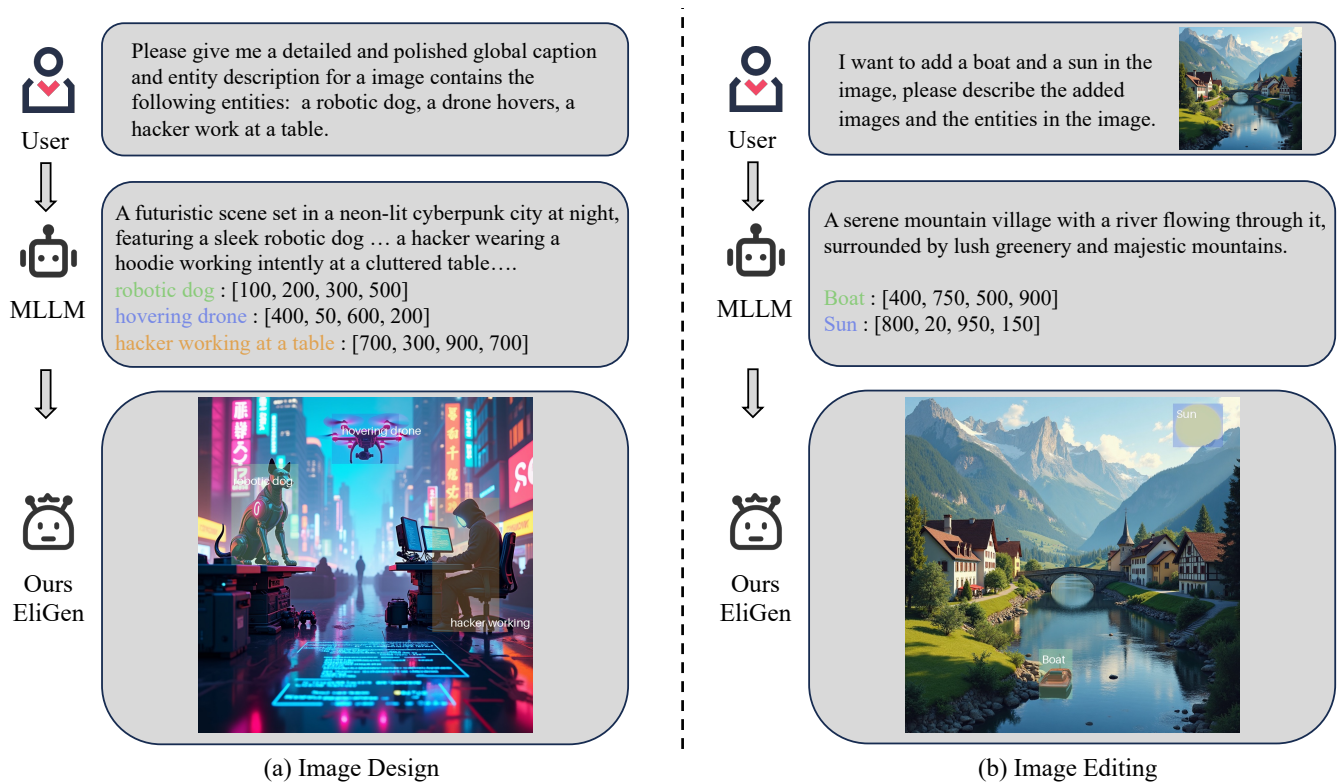 Please give me a detailed and polished global caption
and entity description for a image contains the
following entities:  a robotic dog, a drone hovers, a
hacker work at a table.
User
A futuristic scene set in a neon-lit cyberpunk city at night,
featuring a sleek robotic dog … a hacker wearing a
hoodie working intently at a cluttered table….
robotic dog : [100, 200, 300, 500]
hovering drone : [400, 50, 600, 200]
hacker working at a table : [700, 300, 900, 700]
MLLM
hovering drone
robotic dog
hacker working
Ours
EliGen
(a) Image Design
I want to add a boat and a sun in the
image, please describe the added
images and the entities in the image.
User
A serene mountain village with a river flowing through it,
surrounded by lush greenery and majestic mountains.
Boat : [400, 750, 500, 900]
Sun : [800, 20, 950, 150]
MLLM
Sun
Boat
Ours
EliGen
(b) Image Editing